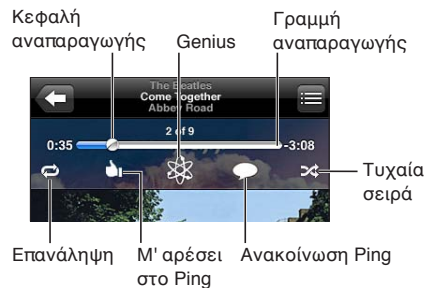 Κεφαλή
αναπαραγωγής
Genius
Γραμμή
αναπαραγωγής
The Beatles
Come Together
Abbey Road
2 of 9
0:35
-3:08
Τυχαία
σειρά
Επανάληψη
Μ' αρέσει
στο Ping
Ανακοίνωση Ping